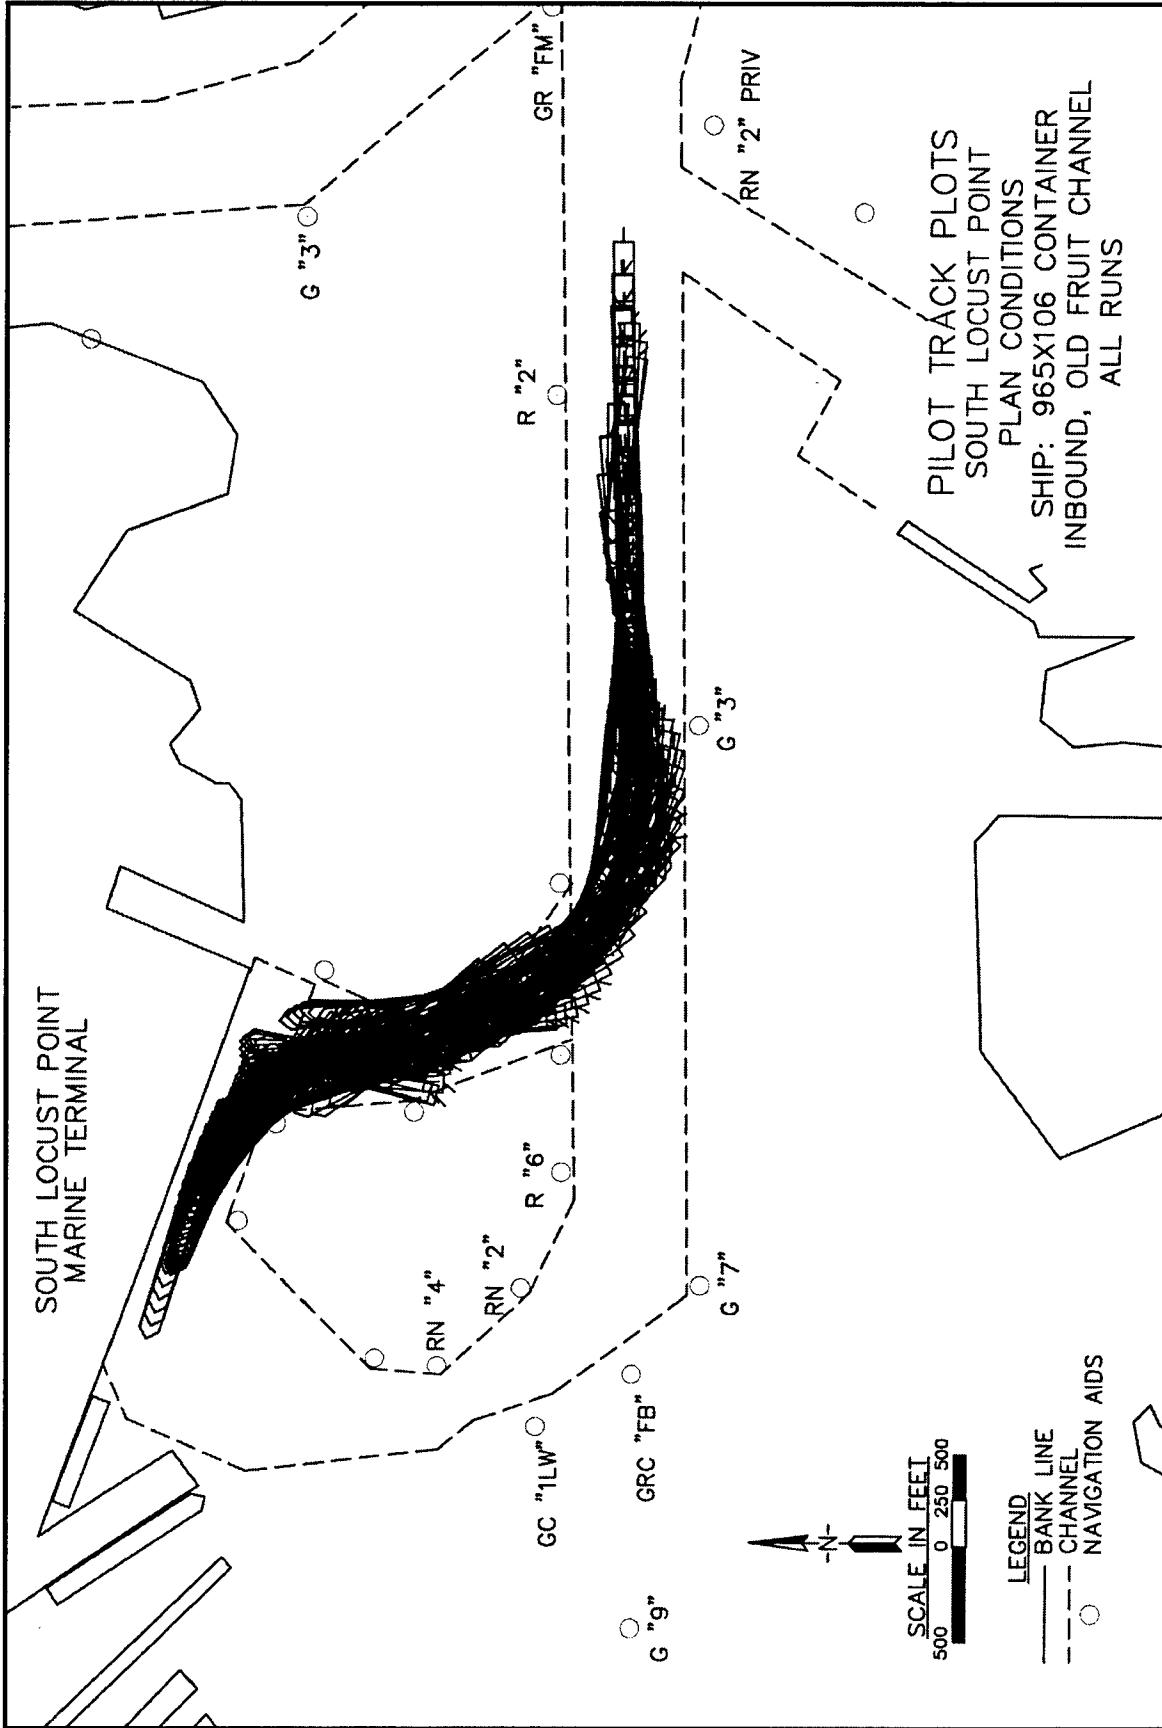 SOUTH LOCUST POINT
MARINE TERMINAL
G "3"
GR "FM"
R "2"
RN "2" PRIV
R "6"
RN "2"
RN "4"
G "3"
G "7"
GC "1LW"
GRC "FB"
G "9"
-N-
SCALE IN FEET
500 0 250 500
LEGEND
BANK LINE
CHANNEL
NAVIGATION AIDS
PILOT TRACK PLOTS
SOUTH LOCUST POINT
PLAN CONDITIONS
SHIP: 965X106 CONTAINER
INBOUND, OLD FRUIT CHANNEL
ALL RUNS